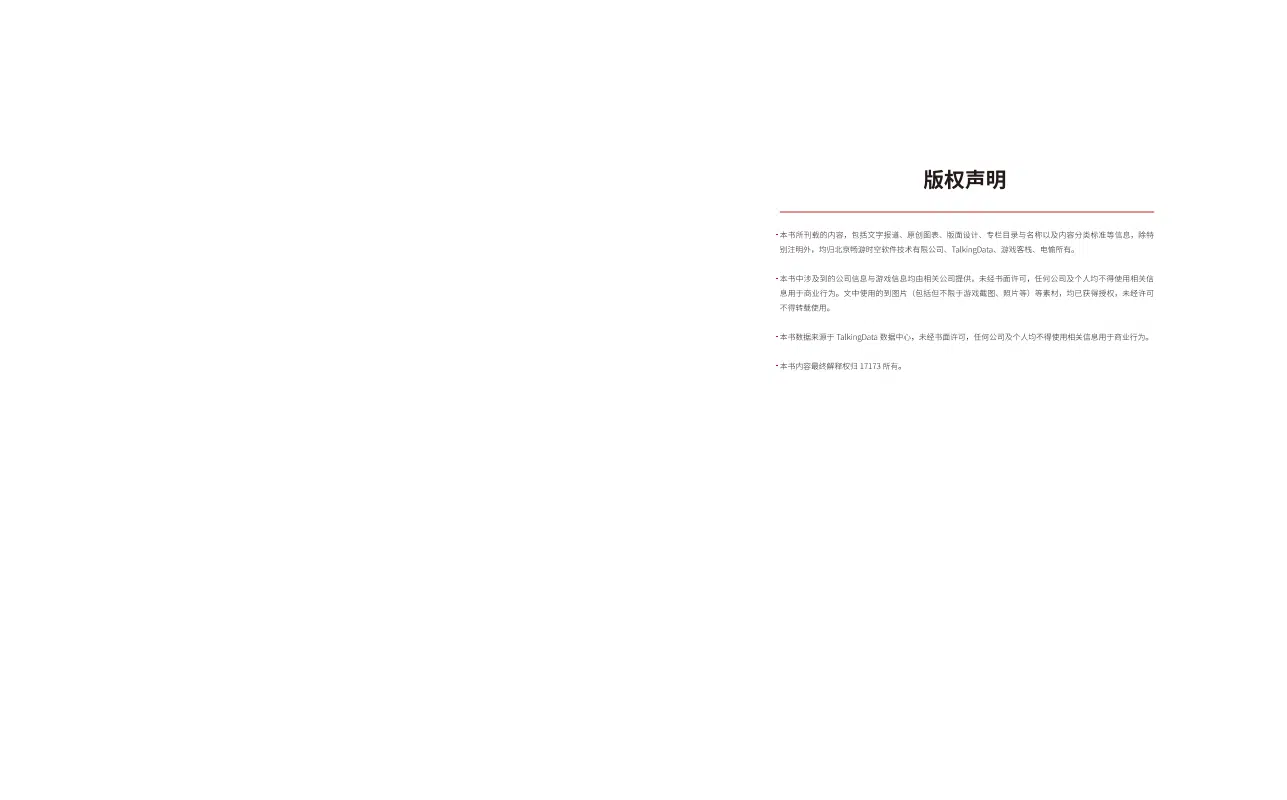 版权声明
· 本书所刊载的内容，包括文字报道、原创图表、版面设计、专栏目录与名称以及内容分类标准等信息，除特
别注明外，均归北京畅游时空软件技术有限公司、TalkingData、游戏客栈、电愉所有。
· 本书中涉及到的公司信息与游戏信息均由相关公司提供，未经书面许可，任何公司及个人均不得使用相关信
息用于商业行为。文中使用的到图片（包括但不限于游戏截图、照片等）等素材，均已获得授权，未经许可
不得转载使用。
· 本书数据来源于 TalkingData 数据中心，未经书面许可，任何公司及个人均不得使用相关信息用于商业行为。
· 本书内容最终解释权归 17173 所有。